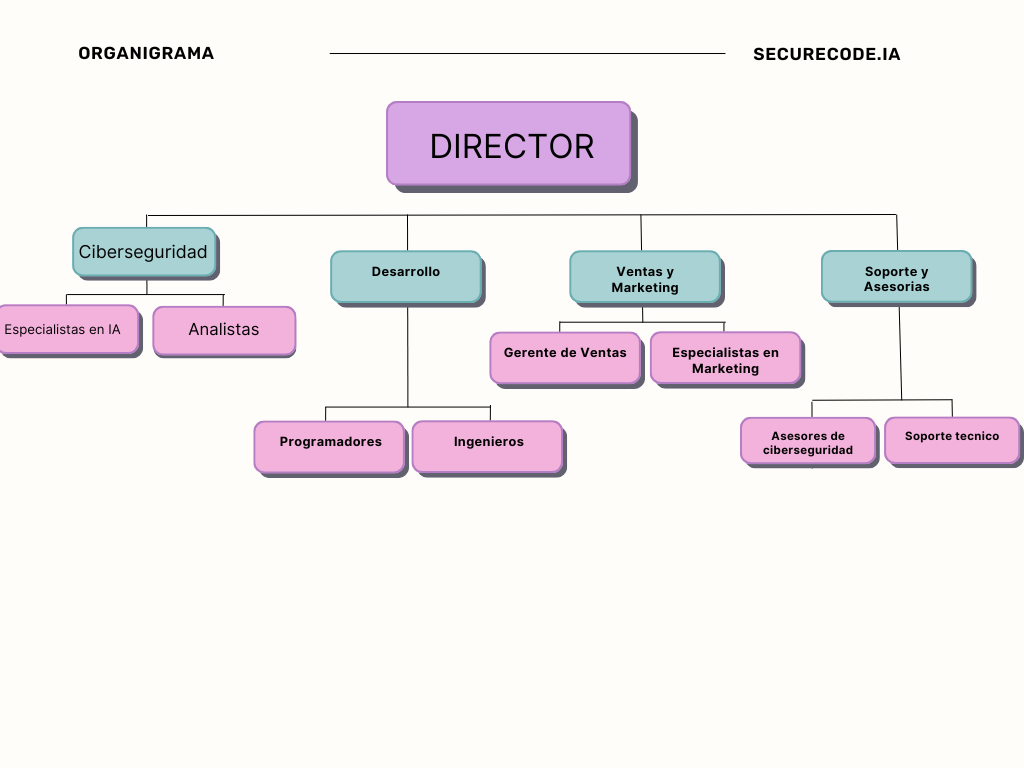 ORGANIGRAMA
SECURECODE.IA
DIRECTOR
Ciberseguridad
Desarrollo
Ventas y
Marketing
Soporte y
Asesorias
Especialistas en IA
Analistas
Gerente de Ventas
Especialistas en
Marketing
Programadores
Ingenieros
Asesores de
ciberseguridad
Soporte tecnico